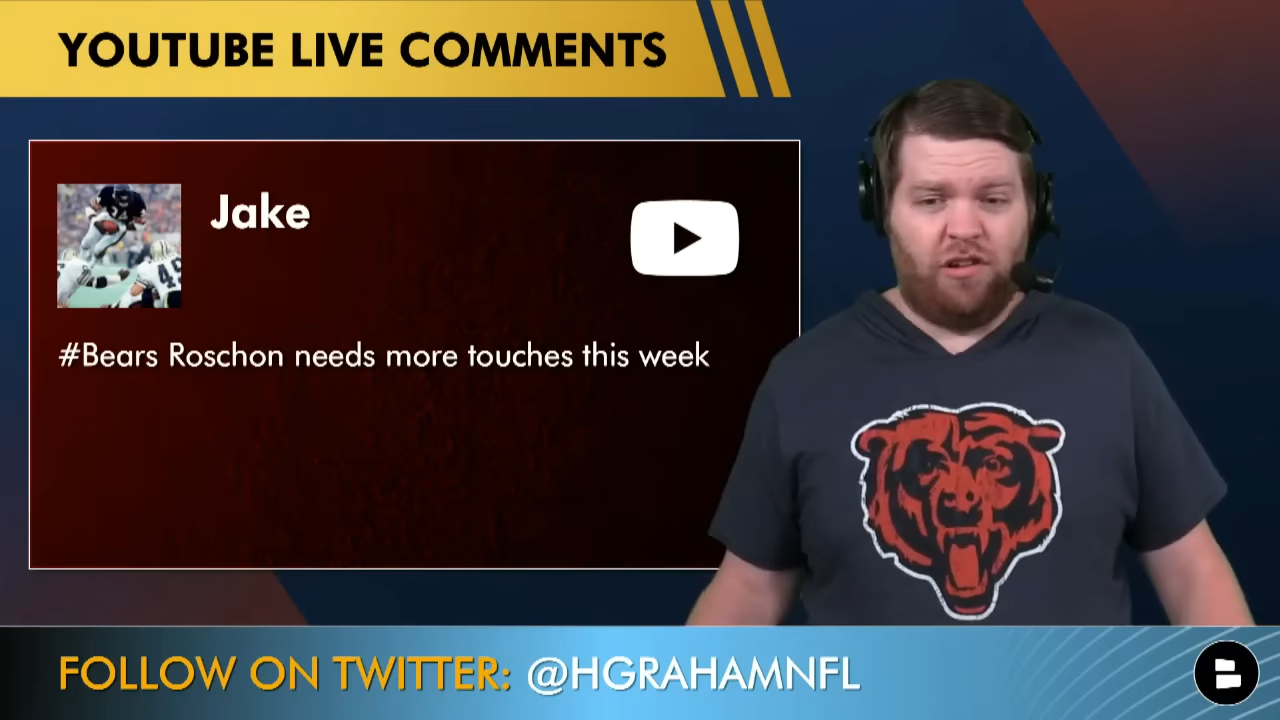 YOUTUBE LIVE COMMENTS
Jake
#Bears Roschon needs more touches this week
FOLLOW ON TWITTER: @HGRAHAMNFL